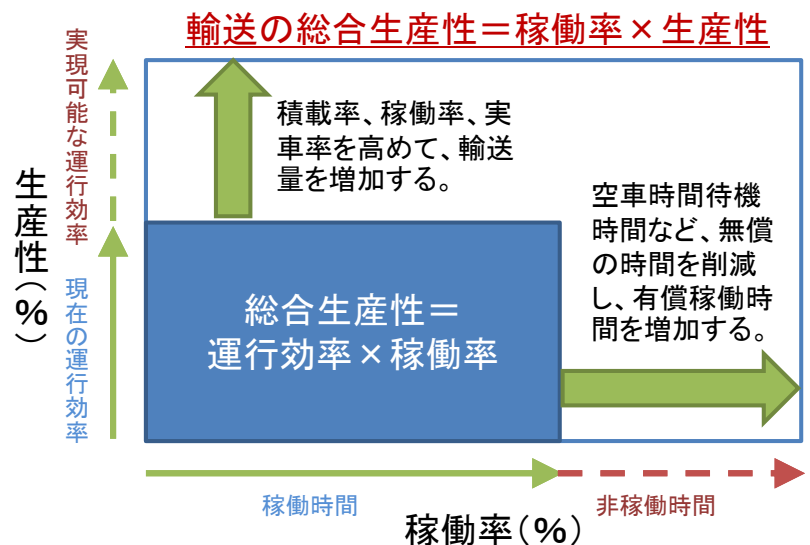 輸送の総合生産性＝稼働率×生産性
実現可能な運行効率
現在の運行効率
生産性（％）
積載率、稼働率、実
車率を高めて、輸送
量を増加する。
空車時間待機
時間など、無償
の時間を削減
し、有償稼働時
間を増加する。
総合生産性＝
運行効率×稼働率
稼働時間
非稼働時間
稼働率（％）